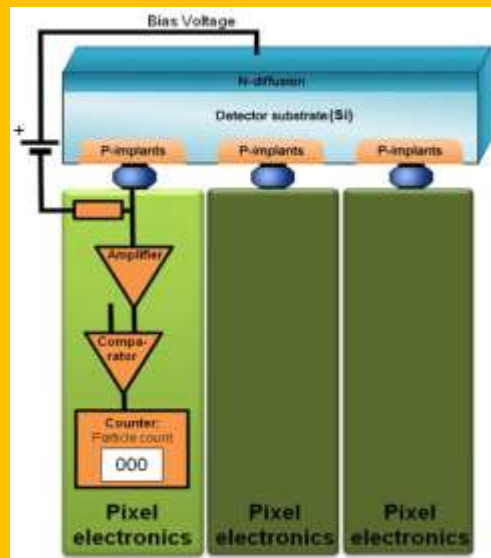 Bias Voltage
N-diffusion
Detector substrate (Si)
+
P-implants P-implants P-implants
Amplifier
Compa-
rator
Counter:
Particle count
000
Pixel
electronics
Pixel
electronics
Pixel
electronics